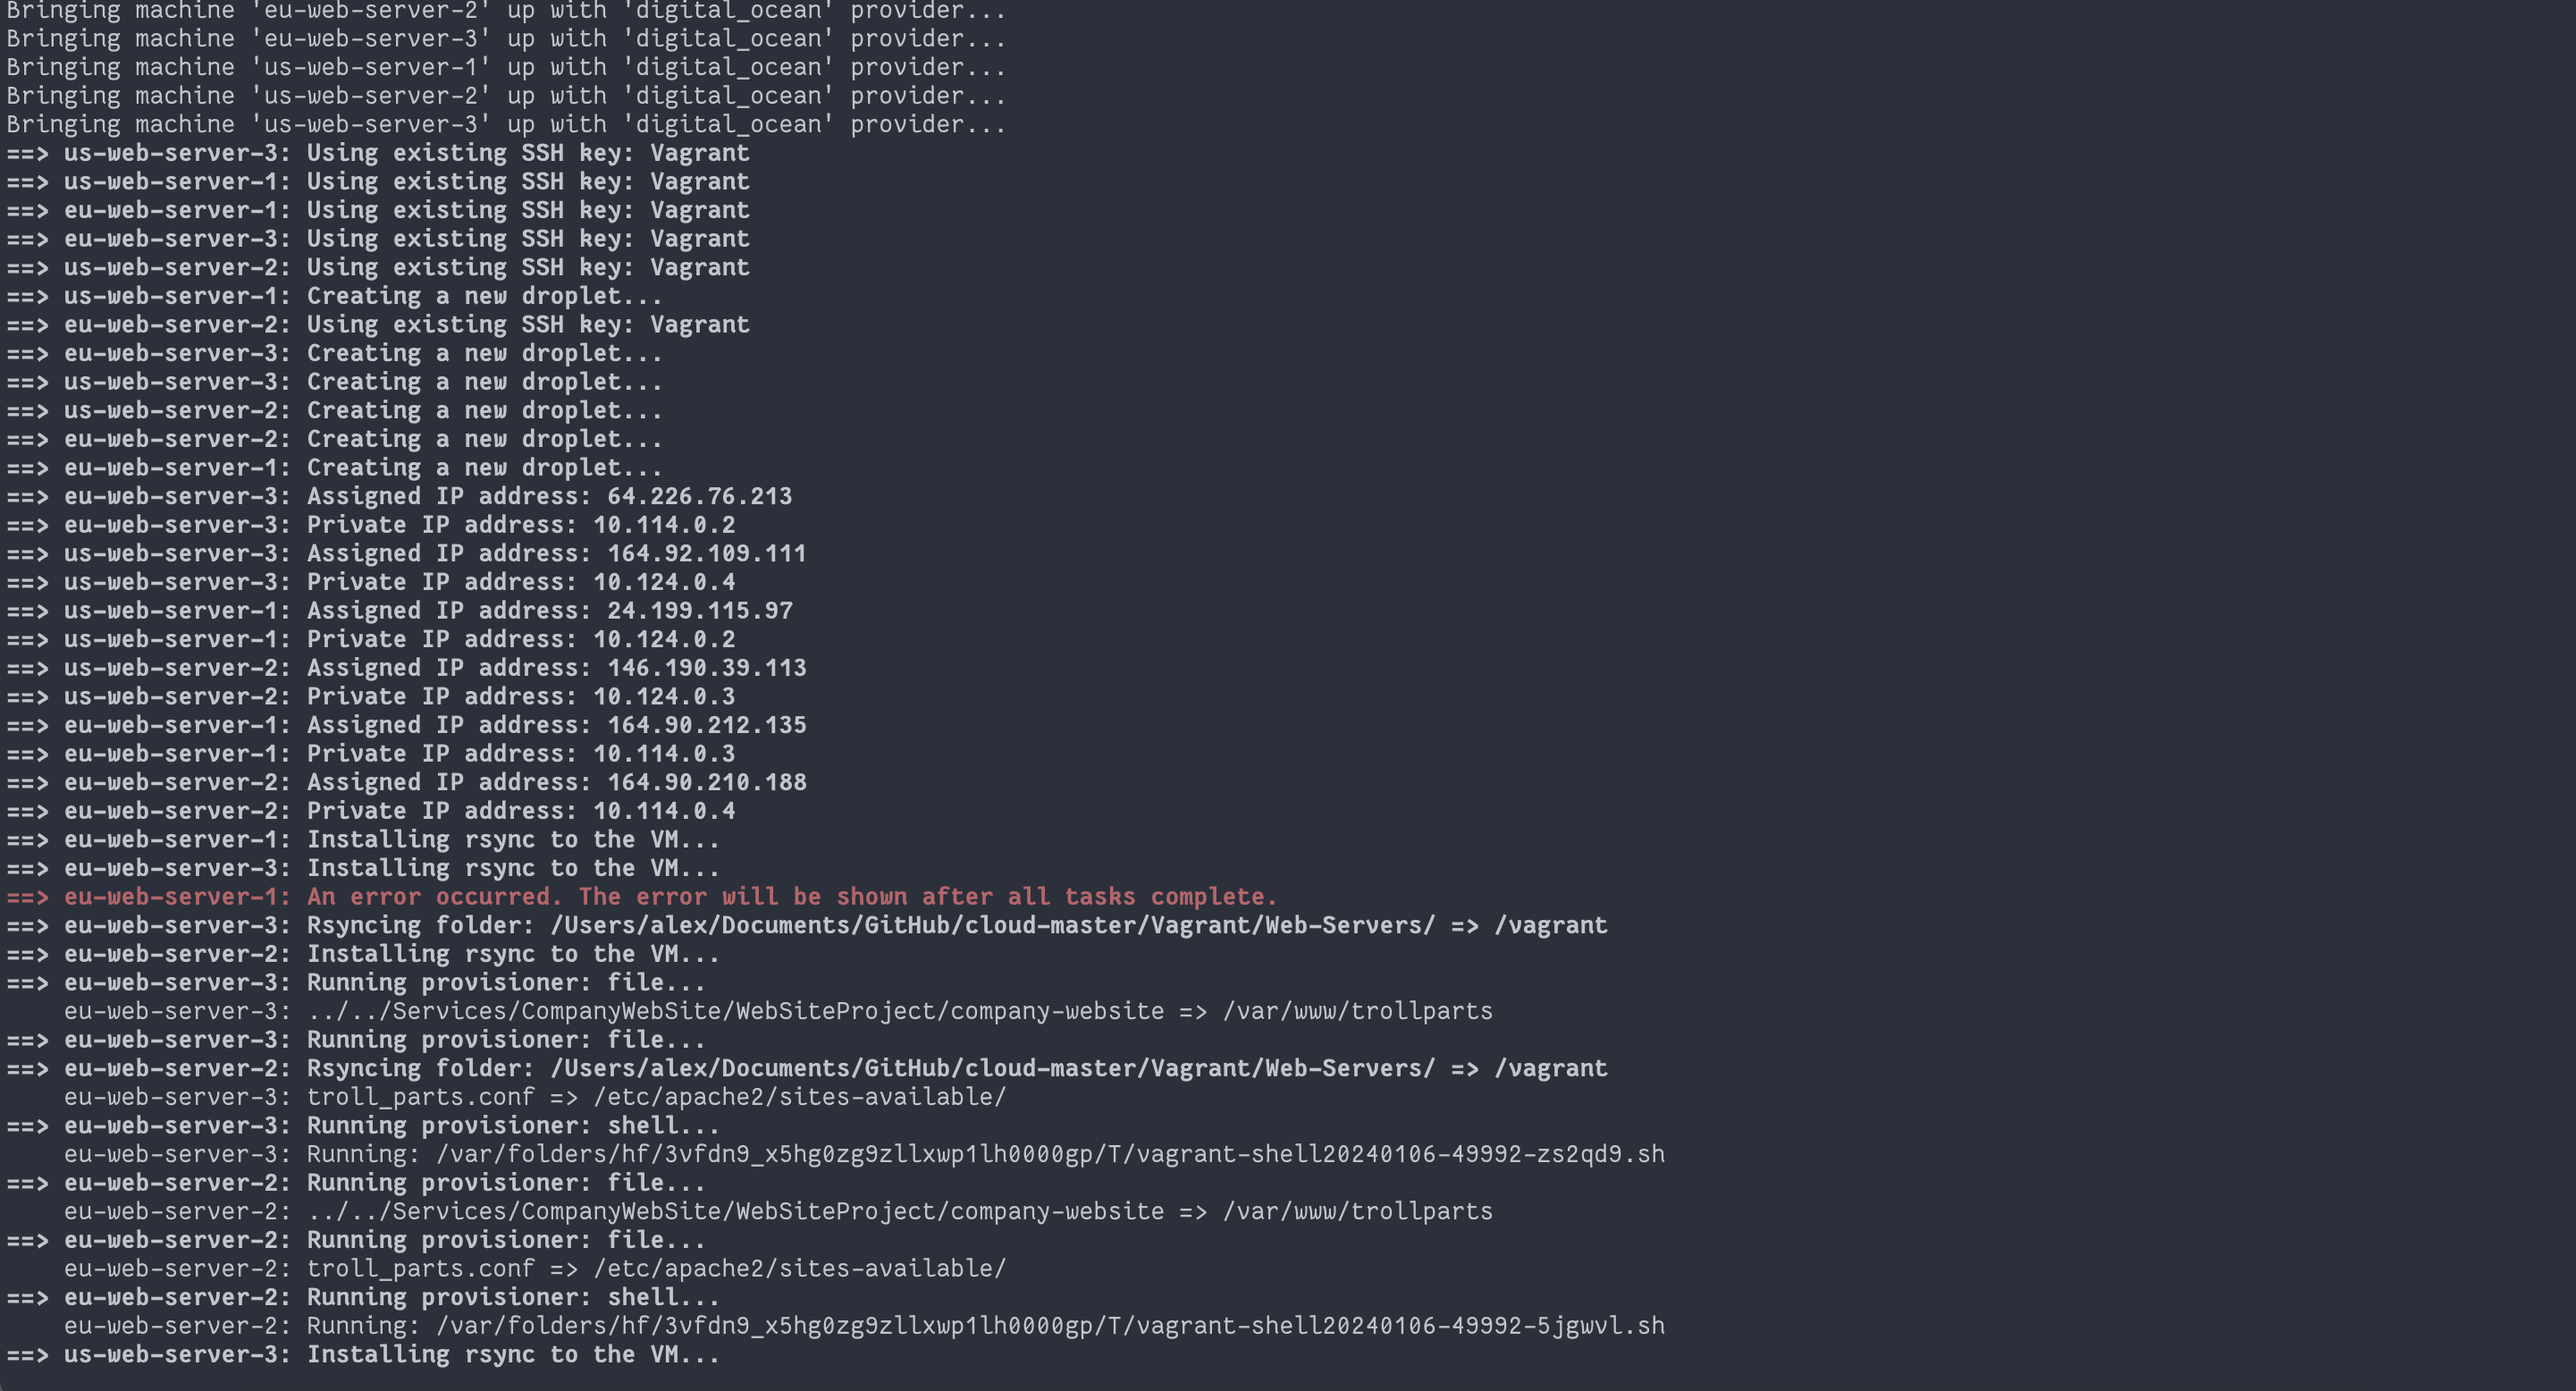 Bringing machine 'eu-web-server-2' up with 'digital_ocean' provider...
Bringing machine 'eu-web-server-3' up with 'digital_ocean' provider...
Bringing machine 'us-web-server-1' up with 'digital_ocean' provider...
Bringing machine 'us-web-server-2' up with 'digital_ocean' provider...
Bringing machine 'us-web-server-3' up with 'digital_ocean' provider...
==> us-web-server-3: Using existing SSH key: Vagrant
==> us-web-server-1: Using existing SSH key: Vagrant
==> eu-web-server-1: Using existing SSH key: Vagrant
==> eu-web-server-3: Using existing SSH key: Vagrant
==> us-web-server-2: Using existing SSH key: Vagrant
==> us-web-server-1: Creating a new droplet...
==> eu-web-server-2: Using existing SSH key: Vagrant
==> eu-web-server-3: Creating a new droplet...
==> us-web-server-3: Creating a new droplet...
==> us-web-server-2: Creating a new droplet...
==> eu-web-server-2: Creating a new droplet...
==> eu-web-server-1: Creating a new droplet...
==> eu-web-server-3: Assigned IP address: 64.226.76.213
==> eu-web-server-3: Private IP address: 10.114.0.2
==> us-web-server-3: Assigned IP address: 164.92.109.111
==> us-web-server-3: Private IP address: 10.124.0.4
==> us-web-server-1: Assigned IP address: 24.199.115.97
==> us-web-server-1: Private IP address: 10.124.0.2
==> us-web-server-2: Assigned IP address: 146.190.39.113
==> us-web-server-2: Private IP address: 10.124.0.3
==> eu-web-server-1: Assigned IP address: 164.90.212.135
==> eu-web-server-1: Private IP address: 10.114.0.3
==> eu-web-server-2: Assigned IP address: 164.90.210.188
==> eu-web-server-2: Private IP address: 10.114.0.4
==> eu-web-server-1: Installing rsync to the VM...
==> eu-web-server-3: Installing rsync to the VM...
==> eu-web-server-1: An error occurred. The error will be shown after all tasks complete.
==> eu-web-server-3: Rsyncing folder: /Users/alex/Documents/GitHub/cloud-master/Vagrant/Web-Servers/ => /vagrant
==> eu-web-server-2: Installing rsync to the VM...
==> eu-web-server-3: Running provisioner: file...
    eu-web-server-3: ../../Services/CompanyWebSite/WebSiteProject/company-website => /var/www/trollparts
==> eu-web-server-3: Running provisioner: file...
==> eu-web-server-2: Rsyncing folder: /Users/alex/Documents/GitHub/cloud-master/Vagrant/Web-Servers/ => /vagrant
    eu-web-server-3: troll_parts.conf => /etc/apache2/sites-available/
==> eu-web-server-3: Running provisioner: shell...
    eu-web-server-3: Running: /var/folders/hf/3vfdn9_x5hg0zg9zllxwp1lh0000gp/T/vagrant-shell20240106-49992-zs2qd9.sh
==> eu-web-server-2: Running provisioner: file...
    eu-web-server-2: ../../Services/CompanyWebSite/WebSiteProject/company-website => /var/www/trollparts
==> eu-web-server-2: Running provisioner: file...
    eu-web-server-2: troll_parts.conf => /etc/apache2/sites-available/
==> eu-web-server-2: Running provisioner: shell...
    eu-web-server-2: Running: /var/folders/hf/3vfdn9_x5hg0zg9zllxwp1lh0000gp/T/vagrant-shell20240106-49992-5jgwvl.sh
==> us-web-server-3: Installing rsync to the VM...